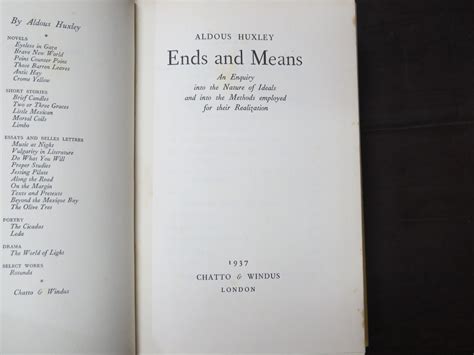 By Aldous Huxley
NOVELS
Eyeless in Gaza
Brave New World
Point Counter Point
Those Barren Leaves
Antic Hay
Crome Yellow
SHORT STORIES
Brief Candles
Two or Three Graces
Little Mexican
Mortal Coils
Limbo
ESSAYS AND BELLES LETTRES
Music at Night
Vulgarity in Literature
Do What You Will
Proper Studies
Jesting Pilate
Along the Road
On the Margin
Texts and Pretexts
Beyond the Mexique Bay
The Olive Tree
POETRY
The Cicadas
Leda
DRAMA
The World of Light
SELECT WORKS
Rotunda
Chatto & Windus
ALDOUS HUXLEY
Ends and Means
An Enquiry
into the Nature of Ideals
and into the Methods employed
for their Realization
1937
CHATTO & WINDUS
LONDON